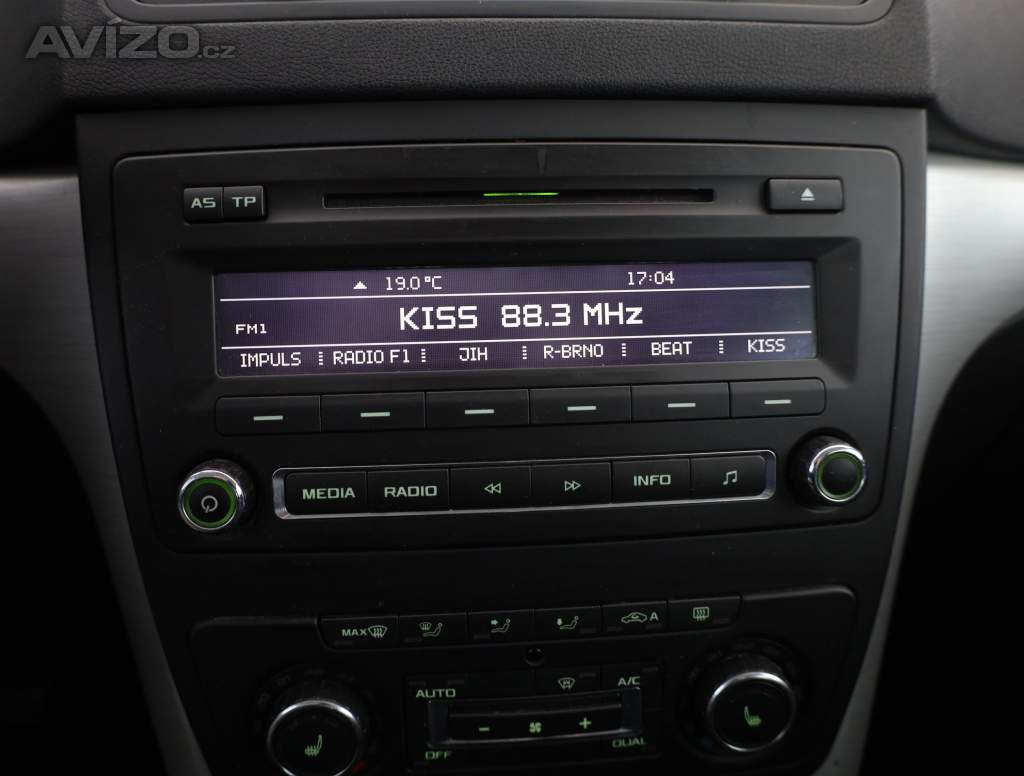 AVÍZO.cz
AS TP
19.0 °C 17:04
FM1 KISS 88.3 MHz
IMPULS RADIO F1 JIH R-BRNO BEAT KISS
MEDIA RADIO INFO
MAX A
AUTO A/C
OFF DUAL